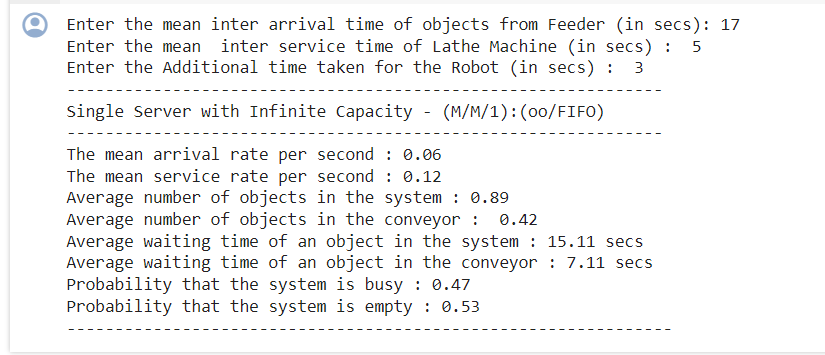 Enter the mean inter arrival time of objects from Feeder (in secs): 17
Enter the mean  inter service time of Lathe Machine (in secs) :  5
Enter the Additional time taken for the Robot (in secs) :  3
--------------------------------------------------------------
Single Server with Infinite Capacity - (M/M/1):(oo/FIFO)
--------------------------------------------------------------
The mean arrival rate per second : 0.06
The mean service rate per second : 0.12
Average number of objects in the system : 0.89
Average number of objects in the conveyor :  0.42
Average waiting time of an object in the system : 15.11 secs
Average waiting time of an object in the conveyor : 7.11 secs
Probability that the system is busy : 0.47
Probability that the system is empty : 0.53
---------------------------------------------------------------